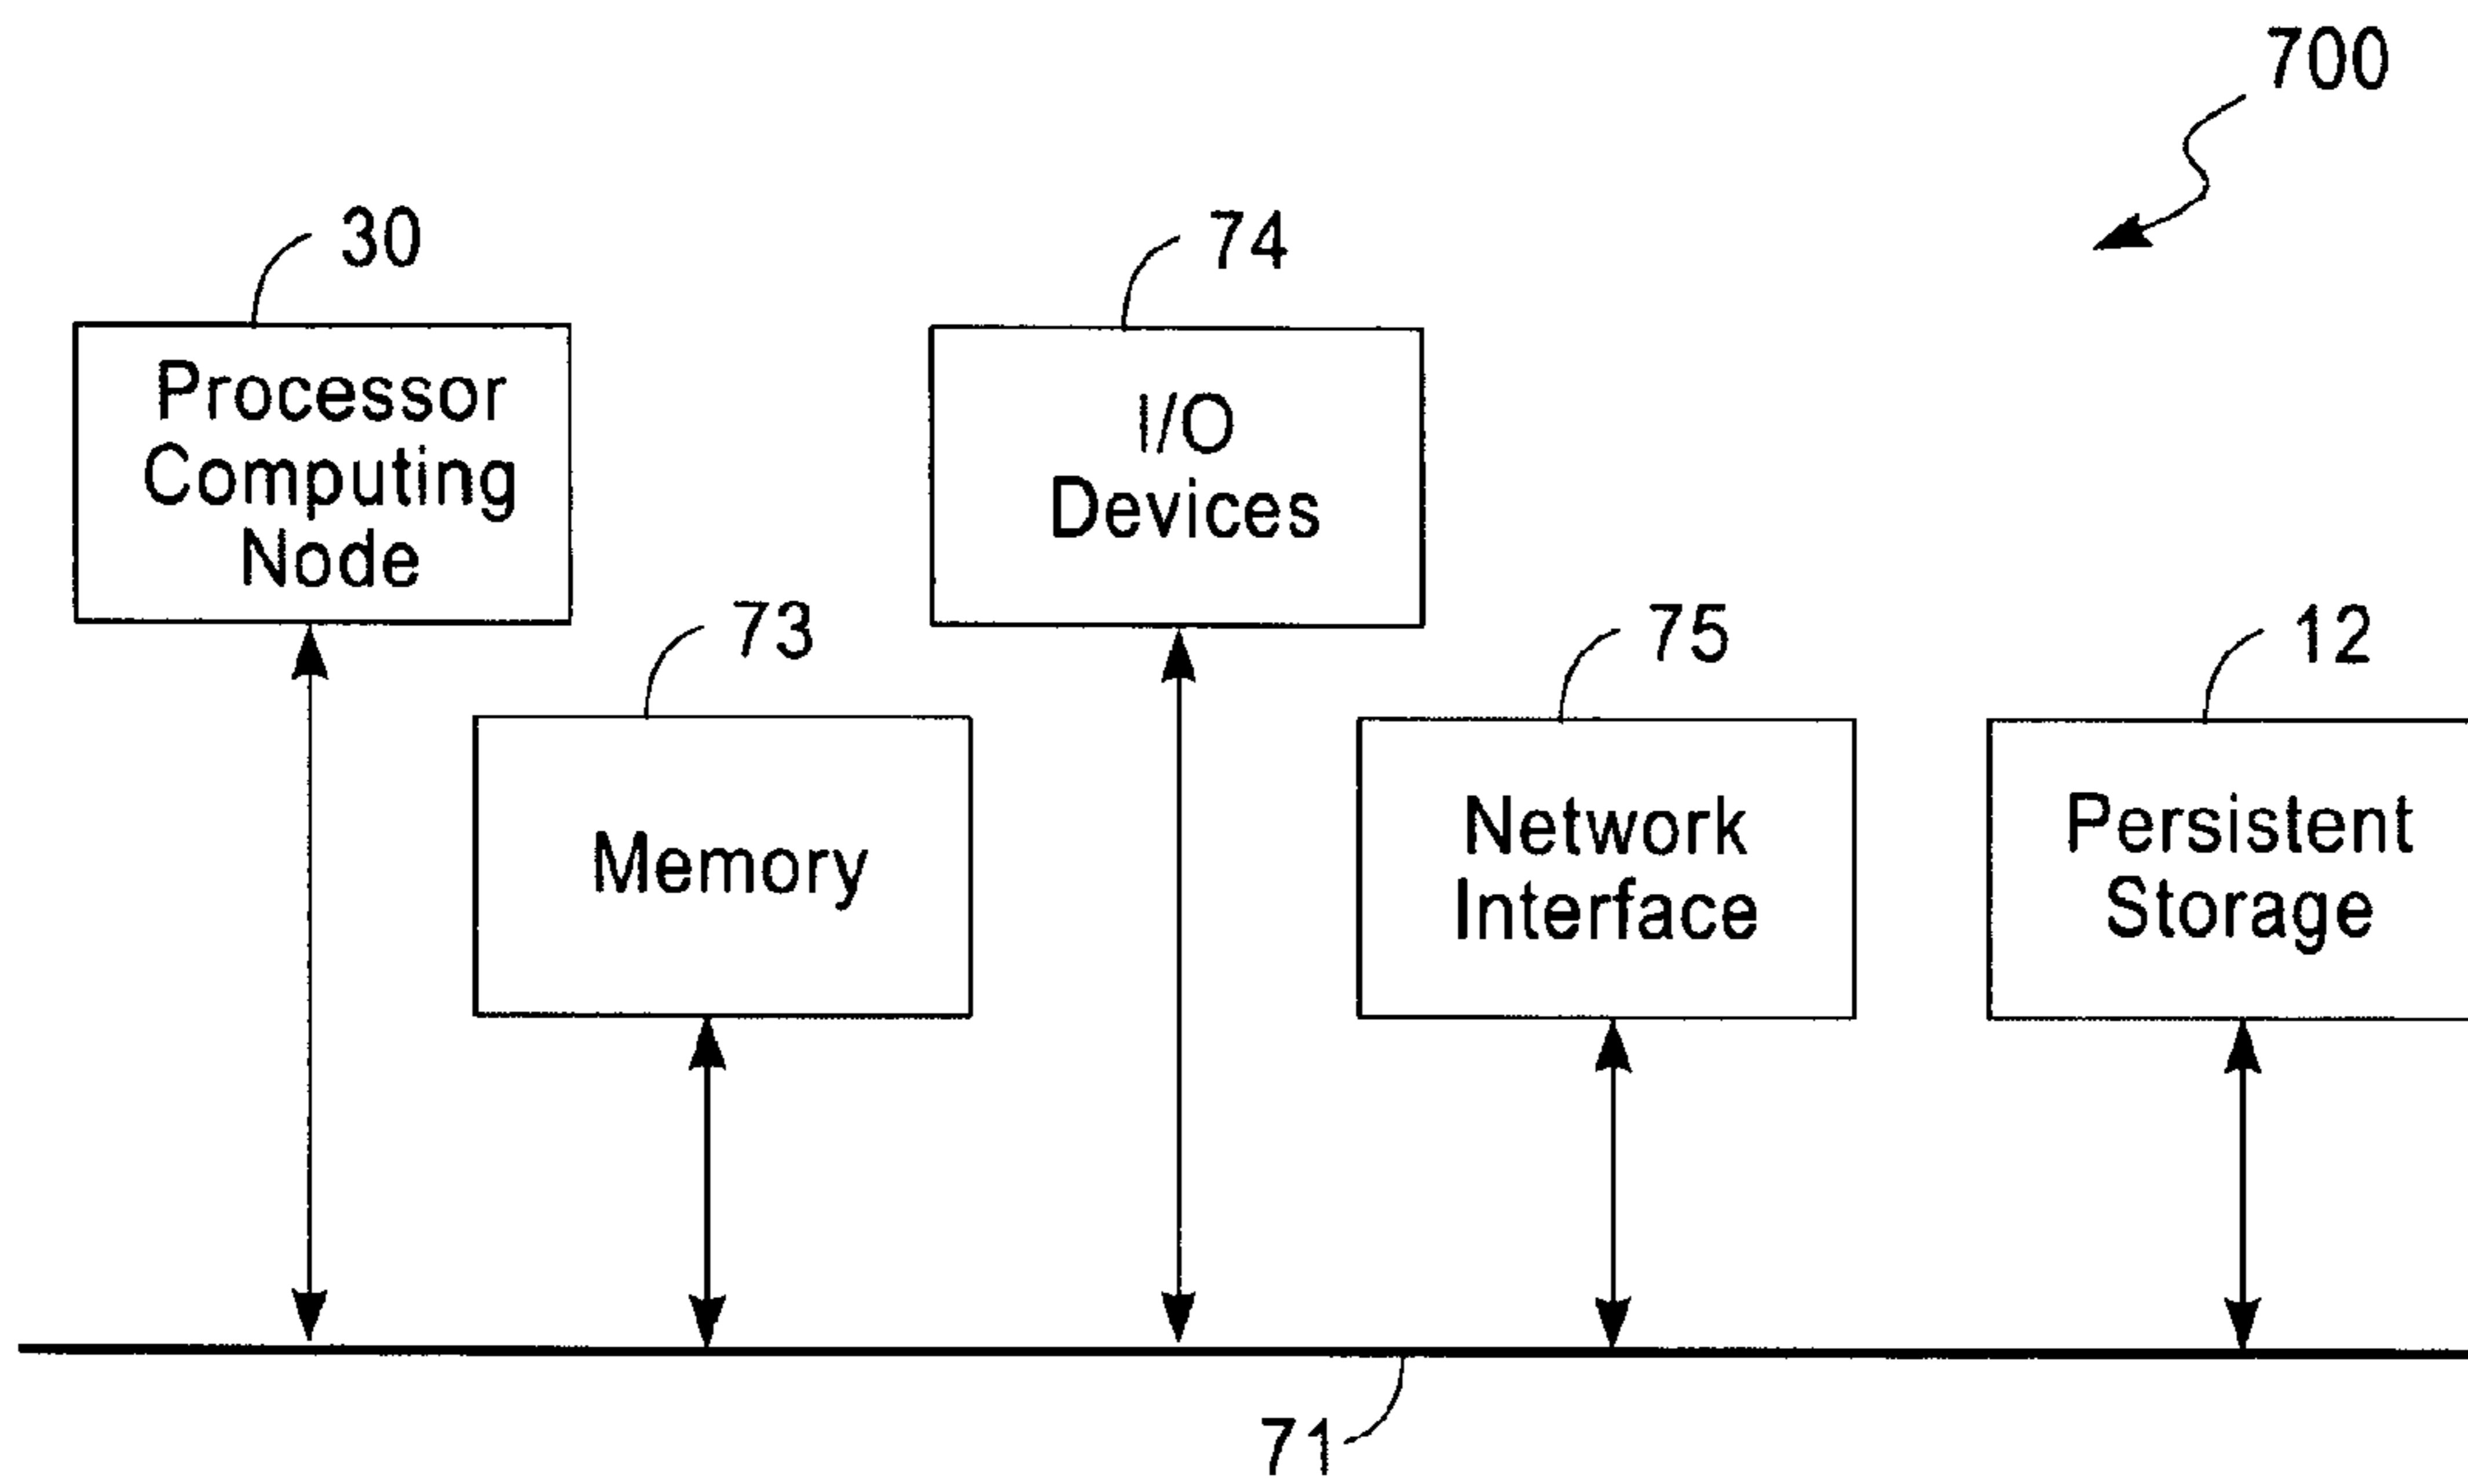 700
30
Processor
Computing
Node
74
I/O
Devices
73
Memory
75
Network
Interface
12
Persistent
Storage
71